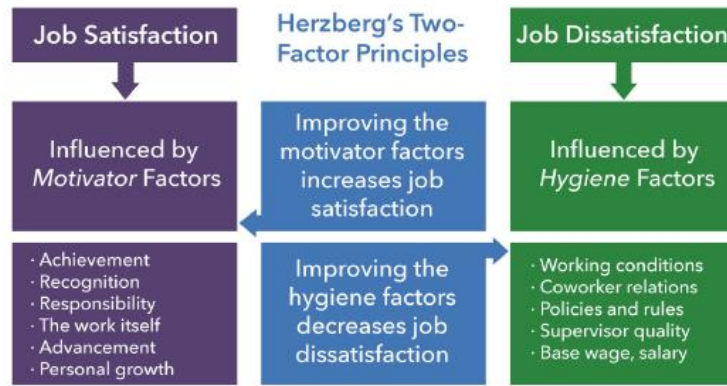 Job Satisfaction
Herzberg's Two-
Factor Principles
Job Dissatisfaction
Influenced by
Motivator Factors
Improving the
motivator factors
increases job
satisfaction
Influenced by
Hygiene Factors
· Achievement
· Recognition
· Responsibility
· The work itself
· Advancement
· Personal growth
Improving the
hygiene factors
decreases job
dissatisfaction
· Working conditions
· Coworker relations
· Policies and rules
· Supervisor quality
· Base wage, salary